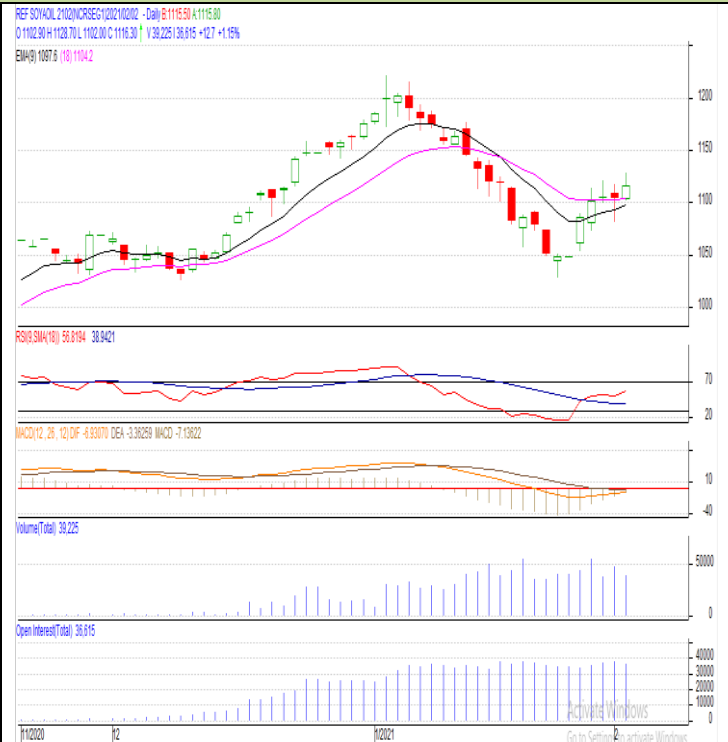 REF SOYAOIL 2102(NCRSEG1)2021/02/02 - Daily B:1115.50 A:1115.80
O 1102.90 H 1128.70 L 1102.00 C 1116.30 V 39,225 I 36,615 +12.7 +1.15%
EMA(9) 1097.6 (18) 1104.2
1200
1150
1100
1050
1000
RSI(9,SMA(18)) 56.8194 38.9421
70
20
MACD(12, 26, 12) DIF -6.93070 DEA -3.36259 MACD -7.13622
10
-40
Volume(Total) 39,225
50000
0
Open Interest(Total) 36,615
40000
30000
20000
10000
0
Activate Windows
Go to Settings to activate Windows.
11/2020 12 1/2021 2